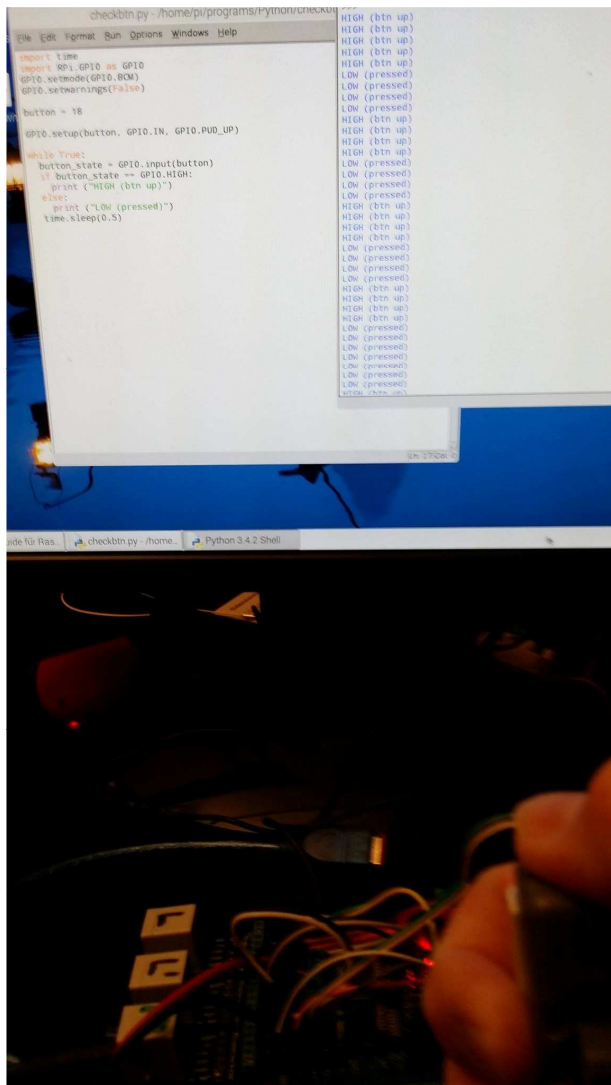 checkbtn.py - /home/pi/programs/Python/checkbt
File Edit Format Run Options Windows Help
import time
import RPi.GPIO as GPIO
GPIO.setmode(GPIO.BCM)
GPIO.setwarnings(False)
button = 18
GPIO.setup(button, GPIO.IN, GPIO.PUD_UP)
while True:
button_state = GPIO.input(button)
if button_state == GPIO.HIGH:
print ("HIGH (btn up)")
else:
print ("LOW (pressed)")
time.sleep(0.5)
HIGH (btn up)
HIGH (btn up)
HIGH (btn up)
HIGH (btn up)
HIGH (btn up)
LOW (pressed)
LOW (pressed)
LOW (pressed)
LOW (pressed)
HIGH (btn up)
HIGH (btn up)
HIGH (btn up)
HIGH (btn up)
LOW (pressed)
LOW (pressed)
LOW (pressed)
LOW (pressed)
HIGH (btn up)
HIGH (btn up)
HIGH (btn up)
HIGH (btn up)
LOW (pressed)
LOW (pressed)
LOW (pressed)
LOW (pressed)
HIGH (btn up)
HIGH (btn up)
HIGH (btn up)
HIGH (btn up)
LOW (pressed)
LOW (pressed)
LOW (pressed)
LOW (pressed)
LOW (pressed)
LOW (pressed)
LOW (pressed)
HIGH (btn up)
uide für Ras..
checkbtn.py - /home..
Python 3.4.2 Shell